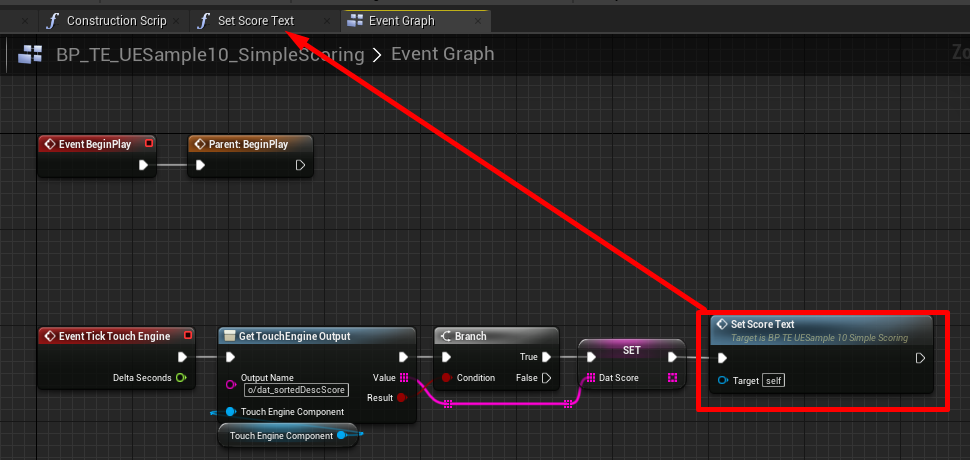 Construction Scrip
Set Score Text
Event Graph
BP_TE_UESample10_SimpleScoring > Event Graph
Zo
Event BeginPlay
Parent: BeginPlay
Event Tick Touch Engine
Delta Seconds
Get TouchEngine Output
Output Name
o/dat_sortedDescScore
Value
Result
Touch Engine Component
Touch Engine Component
Branch
True
Condition
False
SET
Dat Score
Set Score Text
Target is BP TE UESample 10 Simple Scoring
Target self